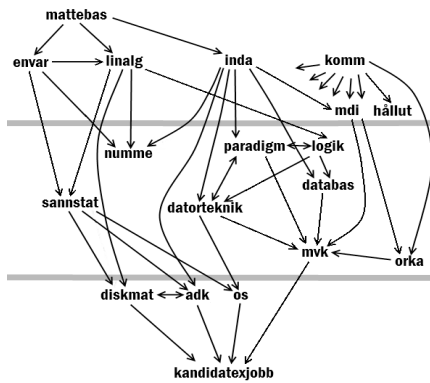 mattebas
envar linalg inda komm
mdi hållut
numme paradigm logik
databas
sannstat datorteknik
mvk orka
diskmat adk os
kandidatexjobb